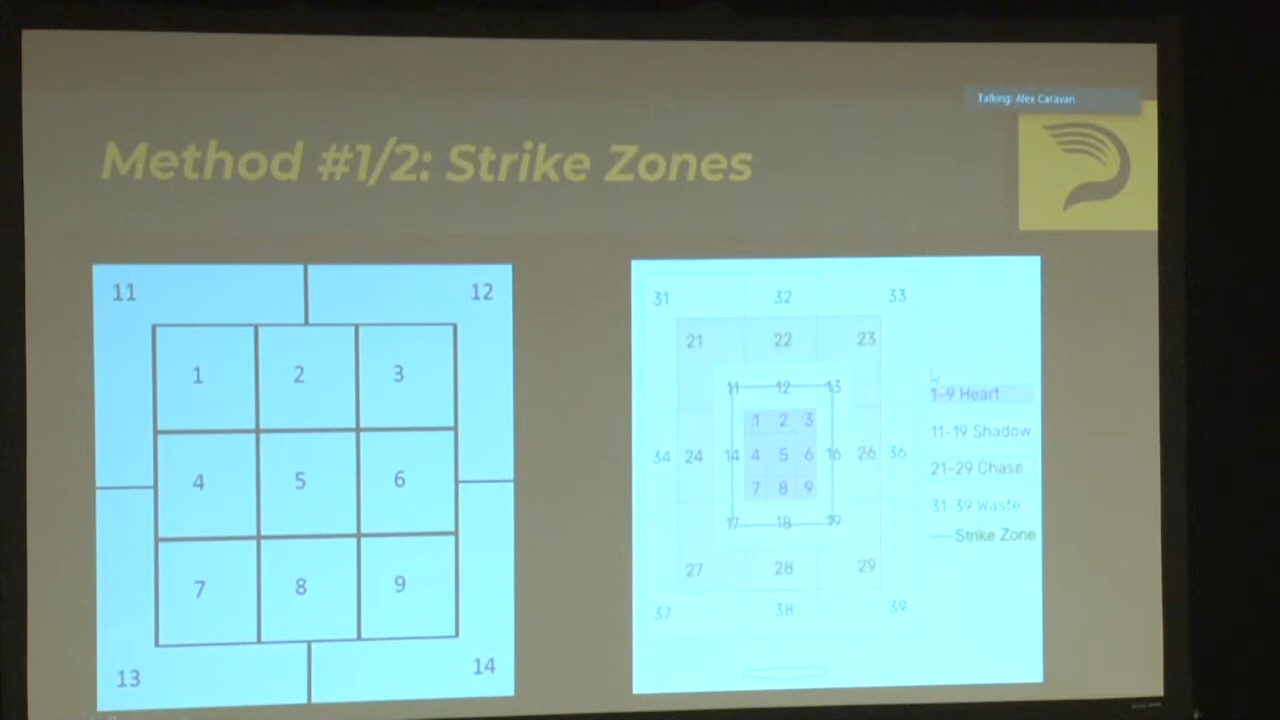 Talking: Alex Caravan
Method #1/2: Strike Zones
11 12
1 2 3
4 5 6
7 8 9
13 14
31 32 33
21 22 23
11 12 13
1 2 3
34 24 14 4 5 6 16 26 36
7 8 9
17 18 19
27 28 29
37 38 39
1-9 Heart
11-19 Shadow
21-29 Chase
31-39 Waste
Strike Zone